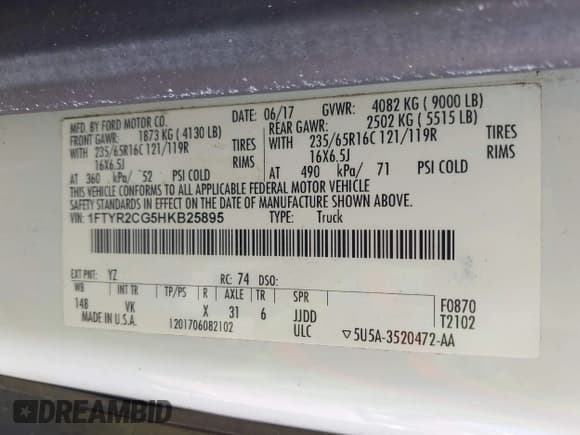 MFD. BY FORD MOTOR CO. DATE: 06/17 GVWR: 4082 KG ( 9000 LB)
FRONT GAWR: 1873 KG ( 4130 LB) REAR GAWR: 2502 KG ( 5515 LB)
WITH 235/65R16C 121/119R TIRES WITH 235/65R16C 121/119R TIRES
16X6.5J RIMS 16X6.5J RIMS
AT 360 kPa/ 52 PSI COLD AT 490 kPa/ 71 PSI COLD
THIS VEHICLE CONFORMS TO ALL APPLICABLE FEDERAL MOTOR VEHICLE
SAFETY STANDARDS IN EFFECT ON THE DATE OF MANUFACTURE SHOWN ABOVE.
VIN: 1FTYR2CG5HKB25895 TYPE: Truck
EXT PNT: YZ RC: 74 DSO:
WB INT TR TP/PS R AXLE TR SPR F0870
148 VK X 31 6 JJDD T2102
MADE IN U.S.A. 1201706082102 ULC ▽5U5A-3520472-AA
DREAMBID